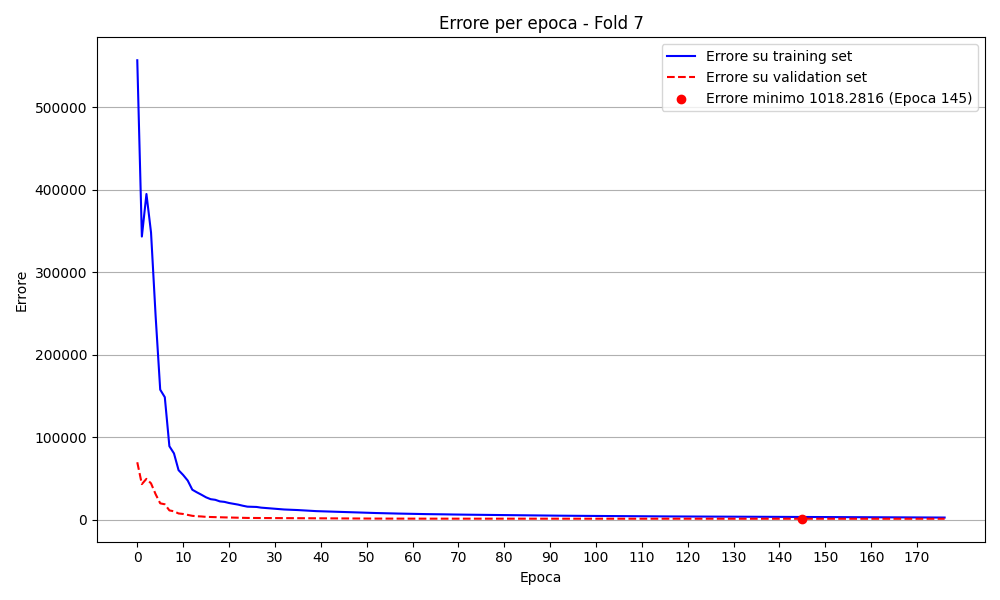 Errore per epoca - Fold 7
Errore su training set
Errore su validation set
Errore minimo 1018.2816 (Epoca 145)
Errore
500000
400000
300000
200000
100000
0
0 10 20 30 40 50 60 70 80 90 100 110 120 130 140 150 160 170
Epoca